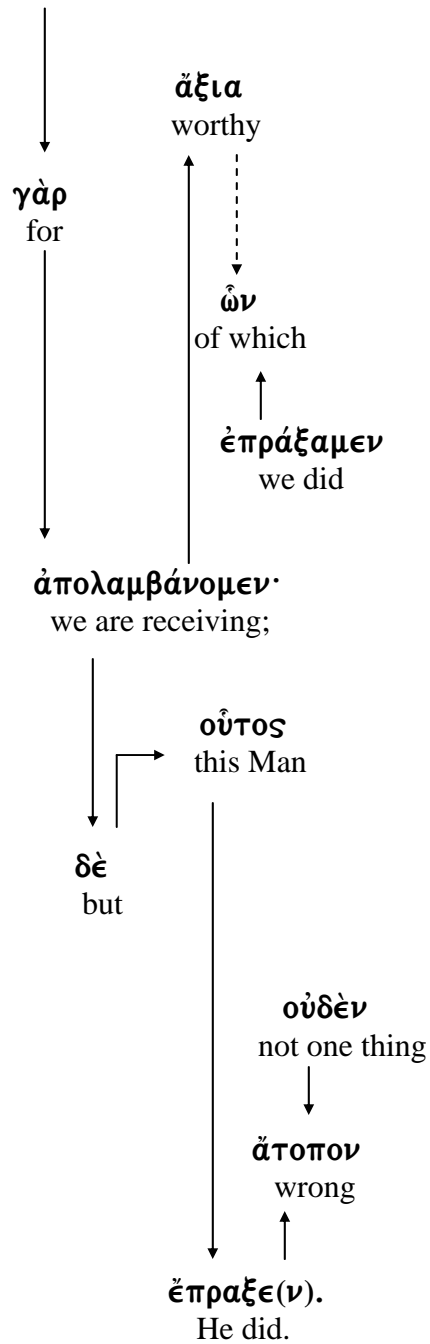 ἄξια
worthy
γὰρ
for
ὧν
of which
ἐπράξαμεν
we did
ἀπολαμβάνομεν·
we are receiving;
οὗτος
this Man
δὲ
but
οὐδὲν
not one thing
ἄτοπον
wrong
ἔπραξε(ν).
He did.